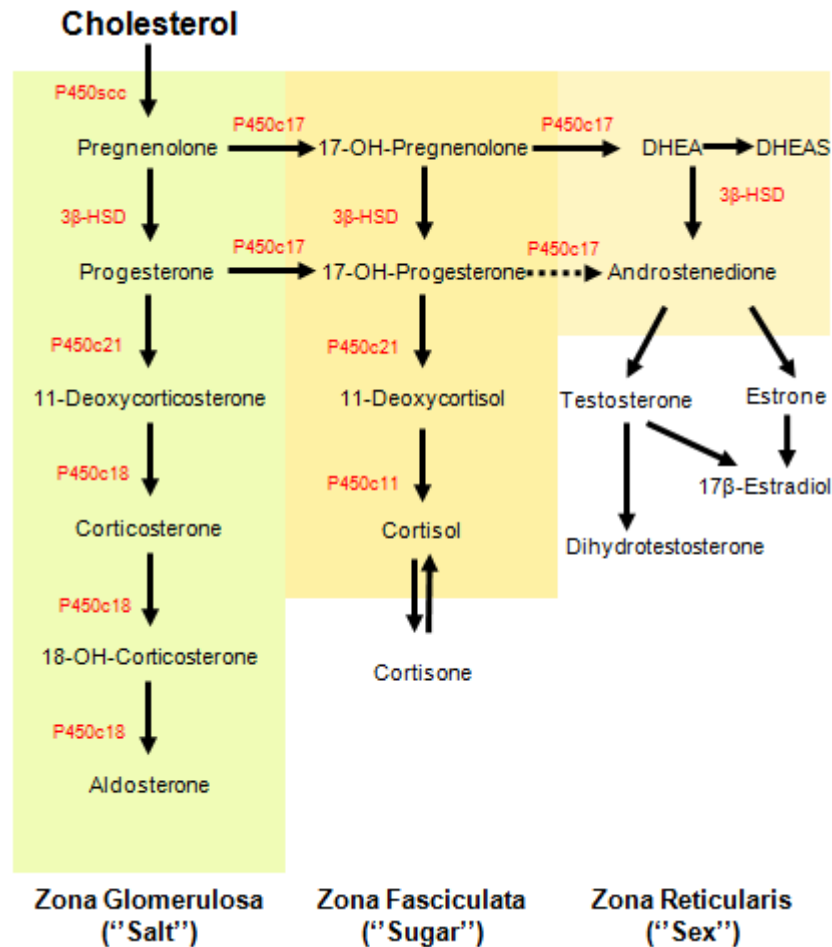 Cholesterol
P450scc
P450c17
P450c17
Pregnenolone
17-OH-Pregnenolone
DHEA
DHEAS
3β-HSD
3β-HSD
3β-HSD
P450c17
P450c17
Progesterone
17-OH-Progesterone
Androstenedione
P450c21
P450c21
11-Deoxycorticosterone
11-Deoxycortisol
Testosterone
Estrone
P450c18
P450c11
17β-Estradiol
Corticosterone
Cortisol
Dihydrotestosterone
P450c18
18-OH-Corticosterone
Cortisone
P450c18
Aldosterone
Zona Glomerulosa
(‘‘Salt’’)
Zona Fasciculata
(‘‘Sugar’’)
Zona Reticularis
(‘‘Sex’’)